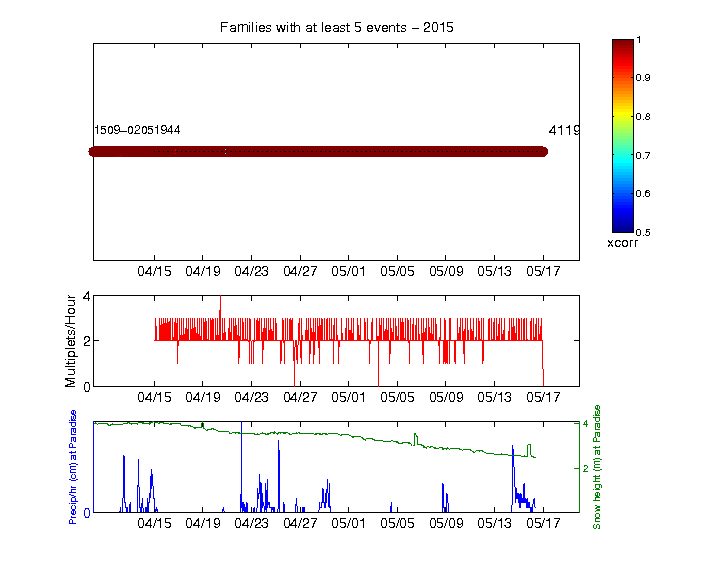 Families with at least 5 events − 2015
1509−02051944
4119
1
0.9
0.8
0.7
0.6
0.5
xcorr
04/15 04/19 04/23 04/27 05/01 05/05 05/09 05/13 05/17
Multiplets/Hour
4
2
0
04/15 04/19 04/23 04/27 05/01 05/05 05/09 05/13 05/17
Precip/hr (cm) at Paradise
0
4
2
Snow height (m) at Paradise
04/15 04/19 04/23 04/27 05/01 05/05 05/09 05/13 05/17